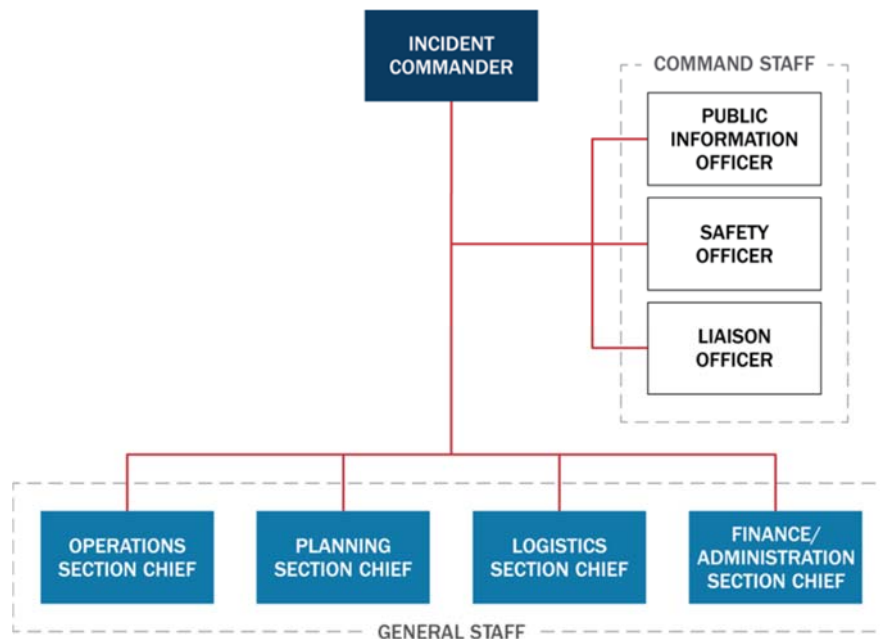 INCIDENT
COMMANDER
COMMAND STAFF
PUBLIC
INFORMATION
OFFICER
SAFETY
OFFICER
LIAISON
OFFICER
OPERATIONS
SECTION CHIEF
PLANNING
SECTION CHIEF
LOGISTICS
SECTION CHIEF
FINANCE/
ADMINISTRATION
SECTION CHIEF
GENERAL STAFF